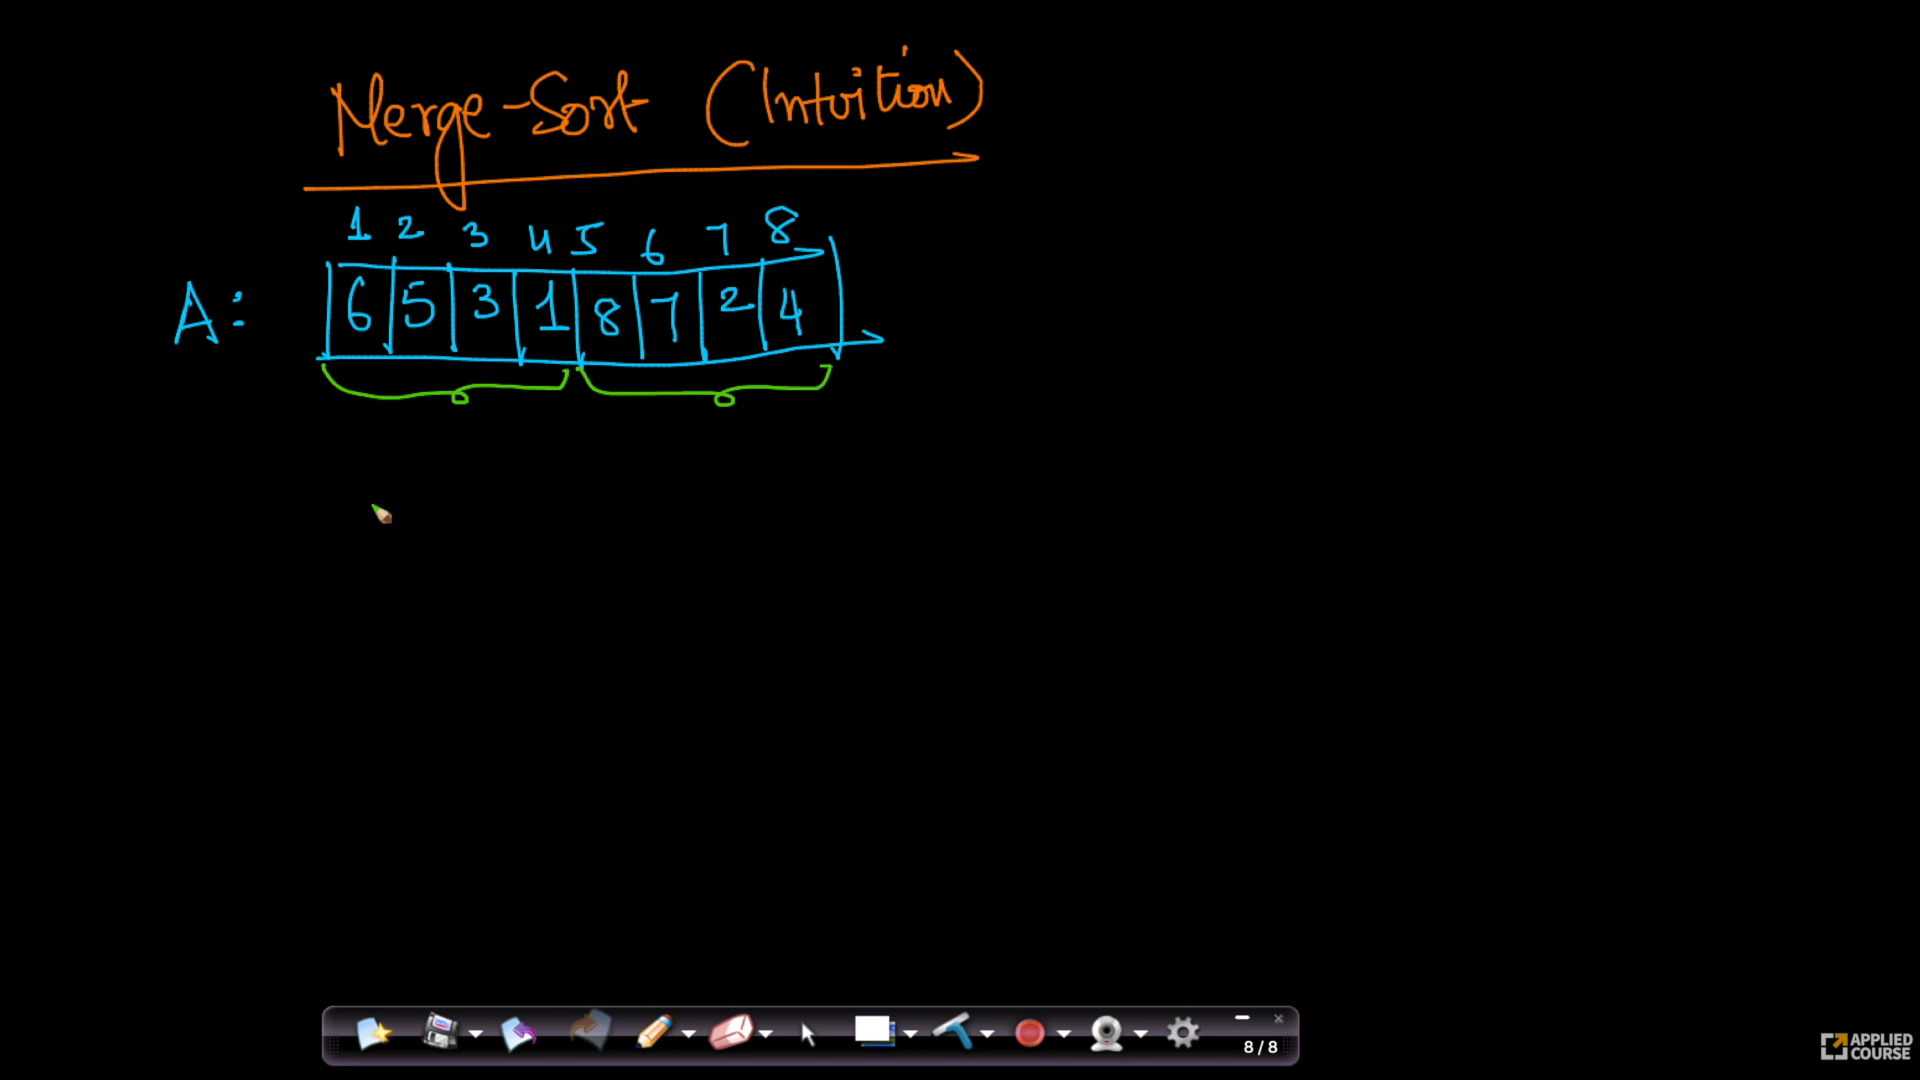 Merge-Sort (Intuition)
1 2 3 4 5 6 7 8
A: 6 5 3 1 8 7 2 4
8/8
APPLIED
COURSE